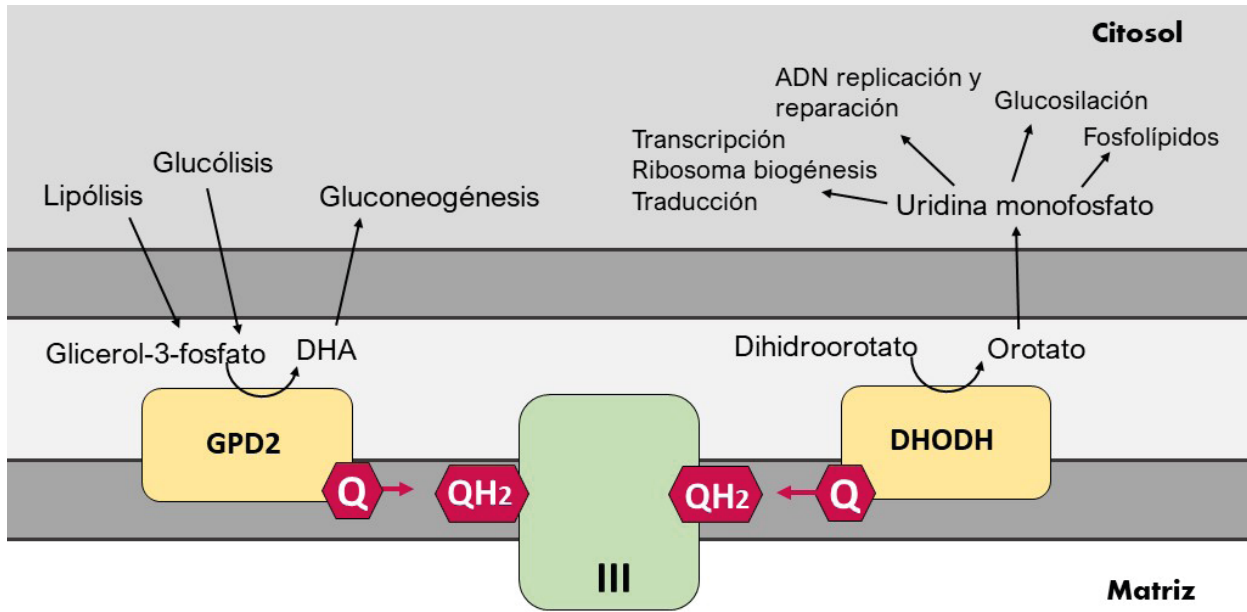 Citosol
ADN replicación y
reparación
Glucosilación
Fosfolípidos
Transcripción
Ribosoma biogénesis
Traducción
Uridina monofosfato
Glucólisis
Lipólisis
Gluconeogénesis
Glicerol-3-fosfato
DHA
Dihidroorotato
Orotato
GPD2
DHODH
Q
QH2
QH2
Q
III
Matriz